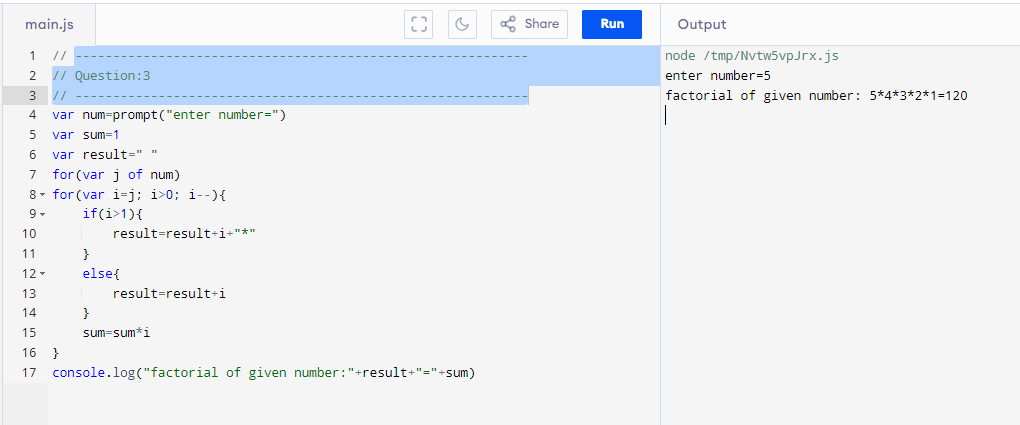 main.js Share Run Output
1 // ------------------------------------------------------------
2 // Question:3
3 // ------------------------------------------------------------
4 var num=prompt("enter number=")
5 var sum=1
6 var result=" "
7 for(var j of num)
8 for(var i=j; i>0; i--){
9     if(i>1){
10         result=result+i+"*"
11     }
12     else{
13         result=result+i
14     }
15     sum=sum*i
16 }
17 console.log("factorial of given number:"+result+"="+sum)
node /tmp/Nvtw5vpJrx.js
enter number=5
factorial of given number: 5*4*3*2*1=120